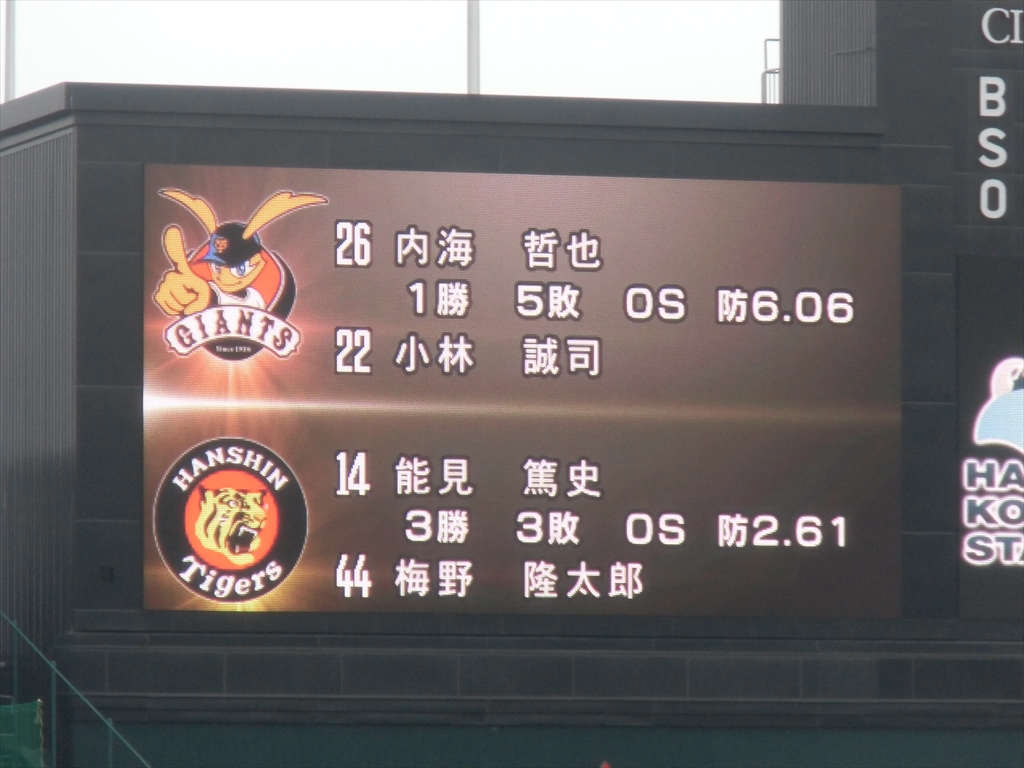 GIANTS
Since 1934
26 内海 哲也
1勝 5敗 0S 防6.06
22 小林 誠司
HANSHIN
Tigers
14 能見 篤史
3勝 3敗 0S 防2.61
44 梅野 隆太郎
CI
B
S
O
HA
KO
STA